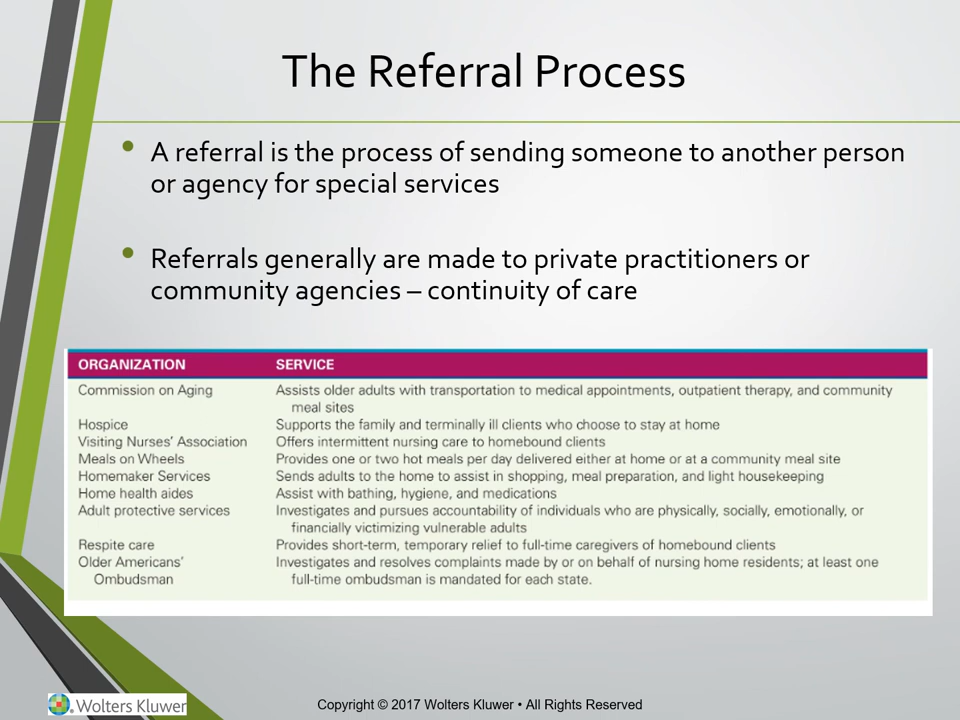 The Referral Process
• A referral is the process of sending someone to another person
or agency for special services
• Referrals generally are made to private practitioners or
community agencies – continuity of care
ORGANIZATION SERVICE
Commission on Aging Assists older adults with transportation to medical appointments, outpatient therapy, and community
meal sites
Hospice Supports the family and terminally ill clients who choose to stay at home
Visiting Nurses' Association Offers intermittent nursing care to homebound clients
Meals on Wheels Provides one or two hot meals per day delivered either at home or at a community meal site
Homemaker Services Sends adults to the home to assist in shopping, meal preparation, and light housekeeping
Home health aides Assist with bathing, hygiene, and medications
Adult protective services Investigates and pursues accountability of individuals who are physically, socially, emotionally, or
financially victimizing vulnerable adults
Respite care Provides short-term, temporary relief to full-time caregivers of homebound clients
Older Americans' Investigates and resolves complaints made by or on behalf of nursing home residents; at least one
Ombudsman full-time ombudsman is mandated for each state.
Wolters Kluwer Copyright © 2017 Wolters Kluwer • All Rights Reserved